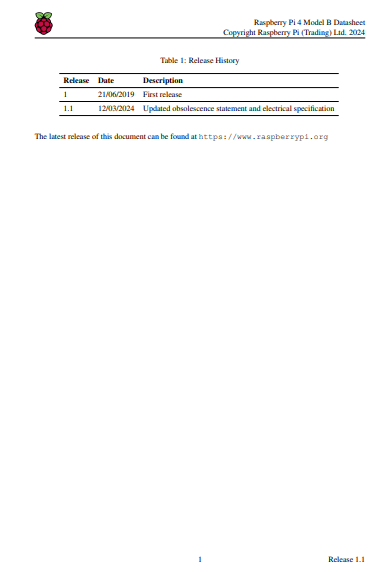 Raspberry Pi 4 Model B Datasheet
Copyright Raspberry Pi (Trading) Ltd. 2024
Table 1: Release History
Release Date Description
1 21/06/2019 First release
1.1 12/03/2024 Updated obsolescence statement and electrical specification
The latest release of this document can be found at https://www.raspberrypi.org
1 Release 1.1